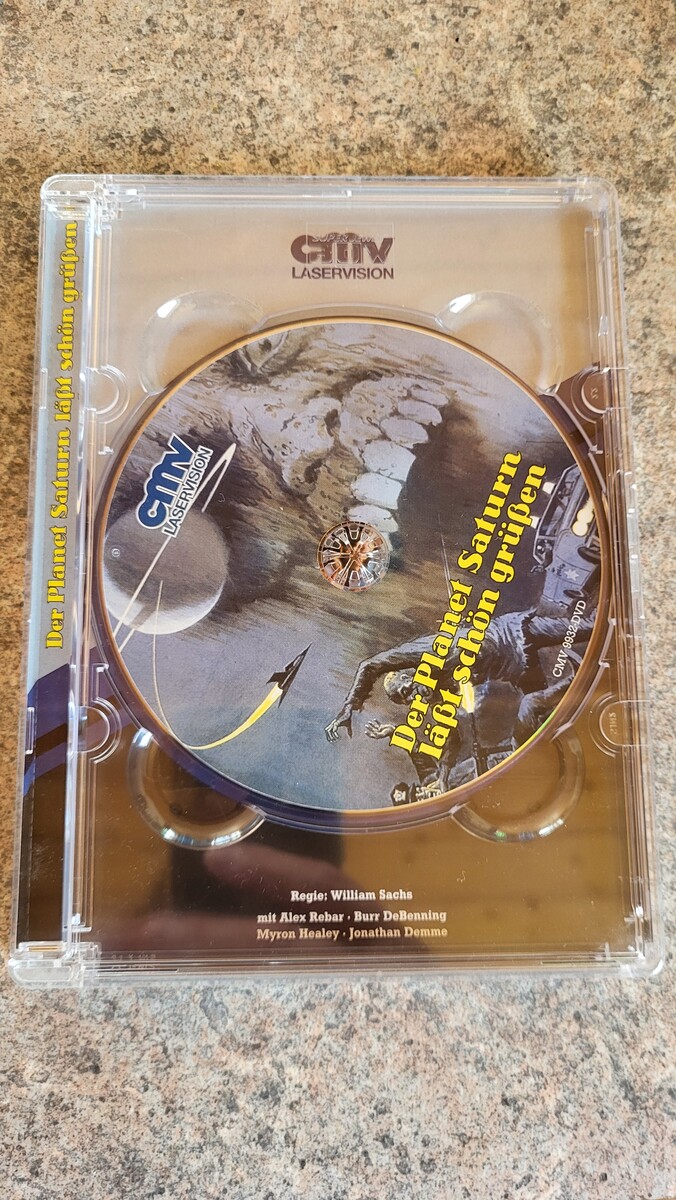 cmv
LASERVISION
Der Planet Saturn läßt schön grüßen
cmv
LASERVISION
Der Planet Saturn
läßt schön grüßen
CMV 9932-DVD
Regie: William Sachs
mit Alex Rebar · Burr DeBenning
Myron Healey · Jonathan Demme